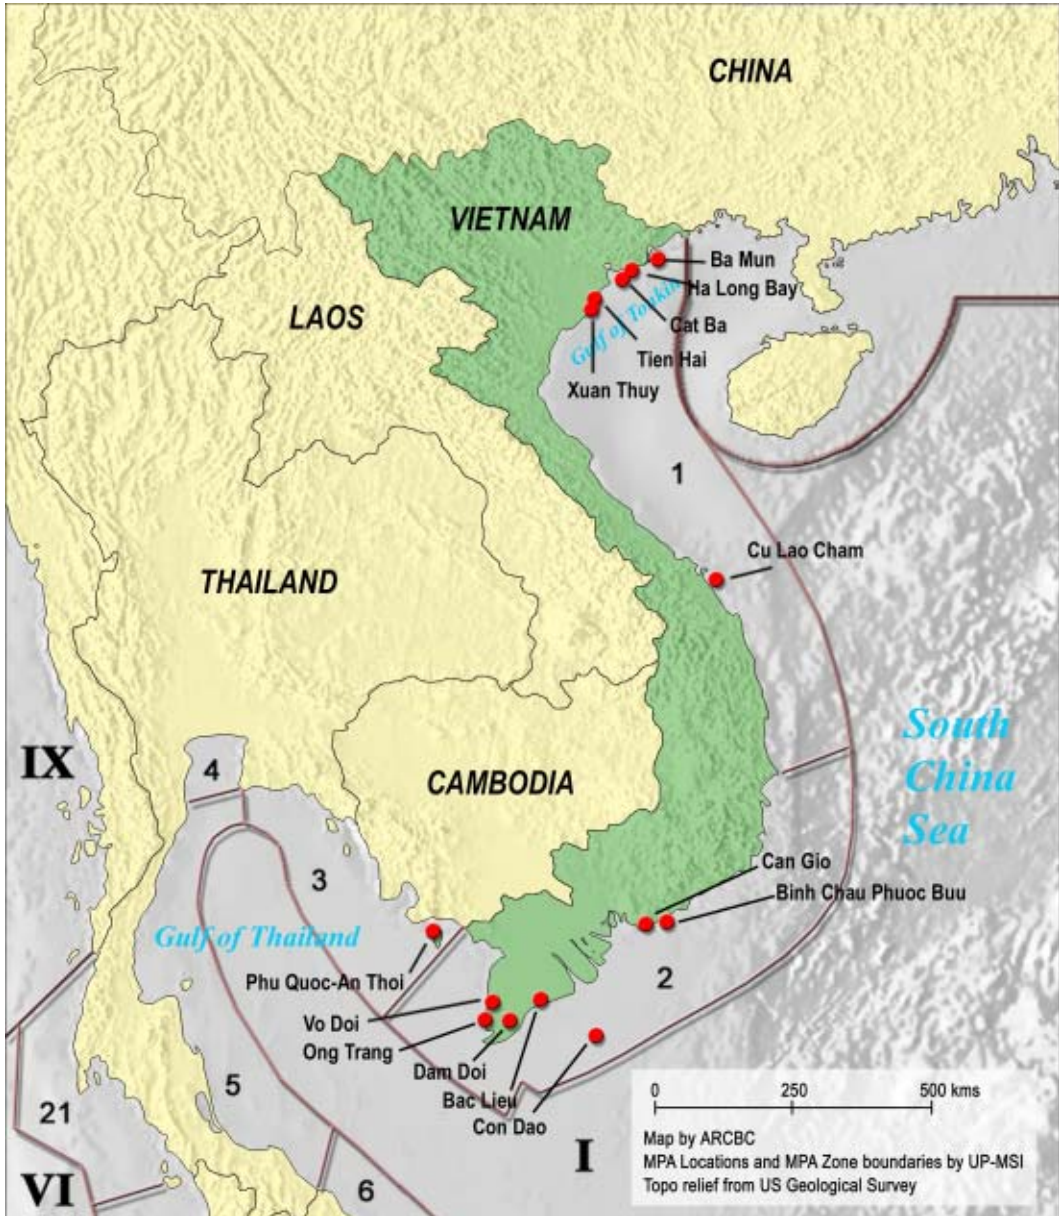 CHINA
VIETNAM
Ba Mun
Ha Long Bay
LAOS
Gulf of Tonkin
Cat Ba
Tien Hai
Xuan Thuy
1
Cu Lao Cham
THAILAND
South
China
Sea
IX
4
CAMBODIA
Can Gio
3
Binh Chau Phuoc Buu
Gulf of Thailand
2
Phu Quoc-An Thoi
Vo Doi
Ong Trang
Dam Doi
5
Bac Lieu
21
Con Dao
I
VI
6
0 250 500 kms
Map by ARCBC
MPA Locations and MPA Zone boundaries by UP-MSI
Topo relief from US Geological Survey